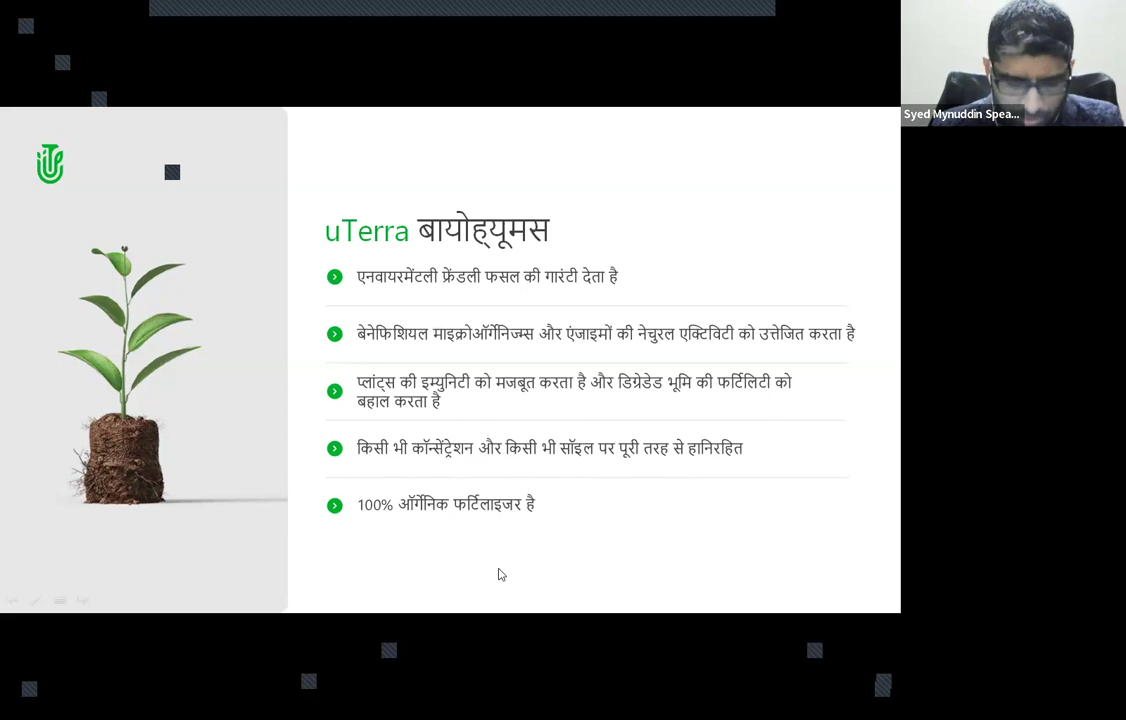 Syed Mynuddin Spea...
uTerra बायोह्यूमस
एनवायरमेंटली फ्रेंडली फसल की गारंटी देता है
बेनेफिशियल माइक्रोऑर्गेनिज्म्स और एंजाइमों की नेचुरल एक्टिविटी को उत्तेजित करता है
प्लांट्स की इम्युनिटी को मजबूत करता है और डिग्रेडेड भूमि की फर्टिलिटी को
बहाल करता है
किसी भी कॉन्सेंट्रेशन और किसी भी सॉइल पर पूरी तरह से हानिरहित
100% ऑर्गेनिक फर्टिलाइजर है